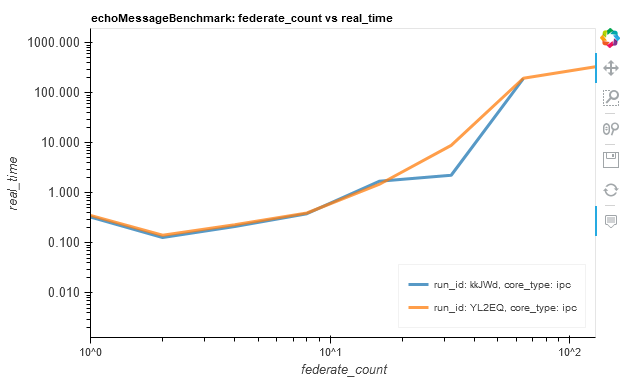 echoMessageBenchmark: federate_count vs real_time
1000.000
100.000
10.000
1.000
0.100
0.010
real_time
run_id: kkJWd, core_type: ipc
run_id: YL2EQ, core_type: ipc
10^0
10^1
10^2
federate_count